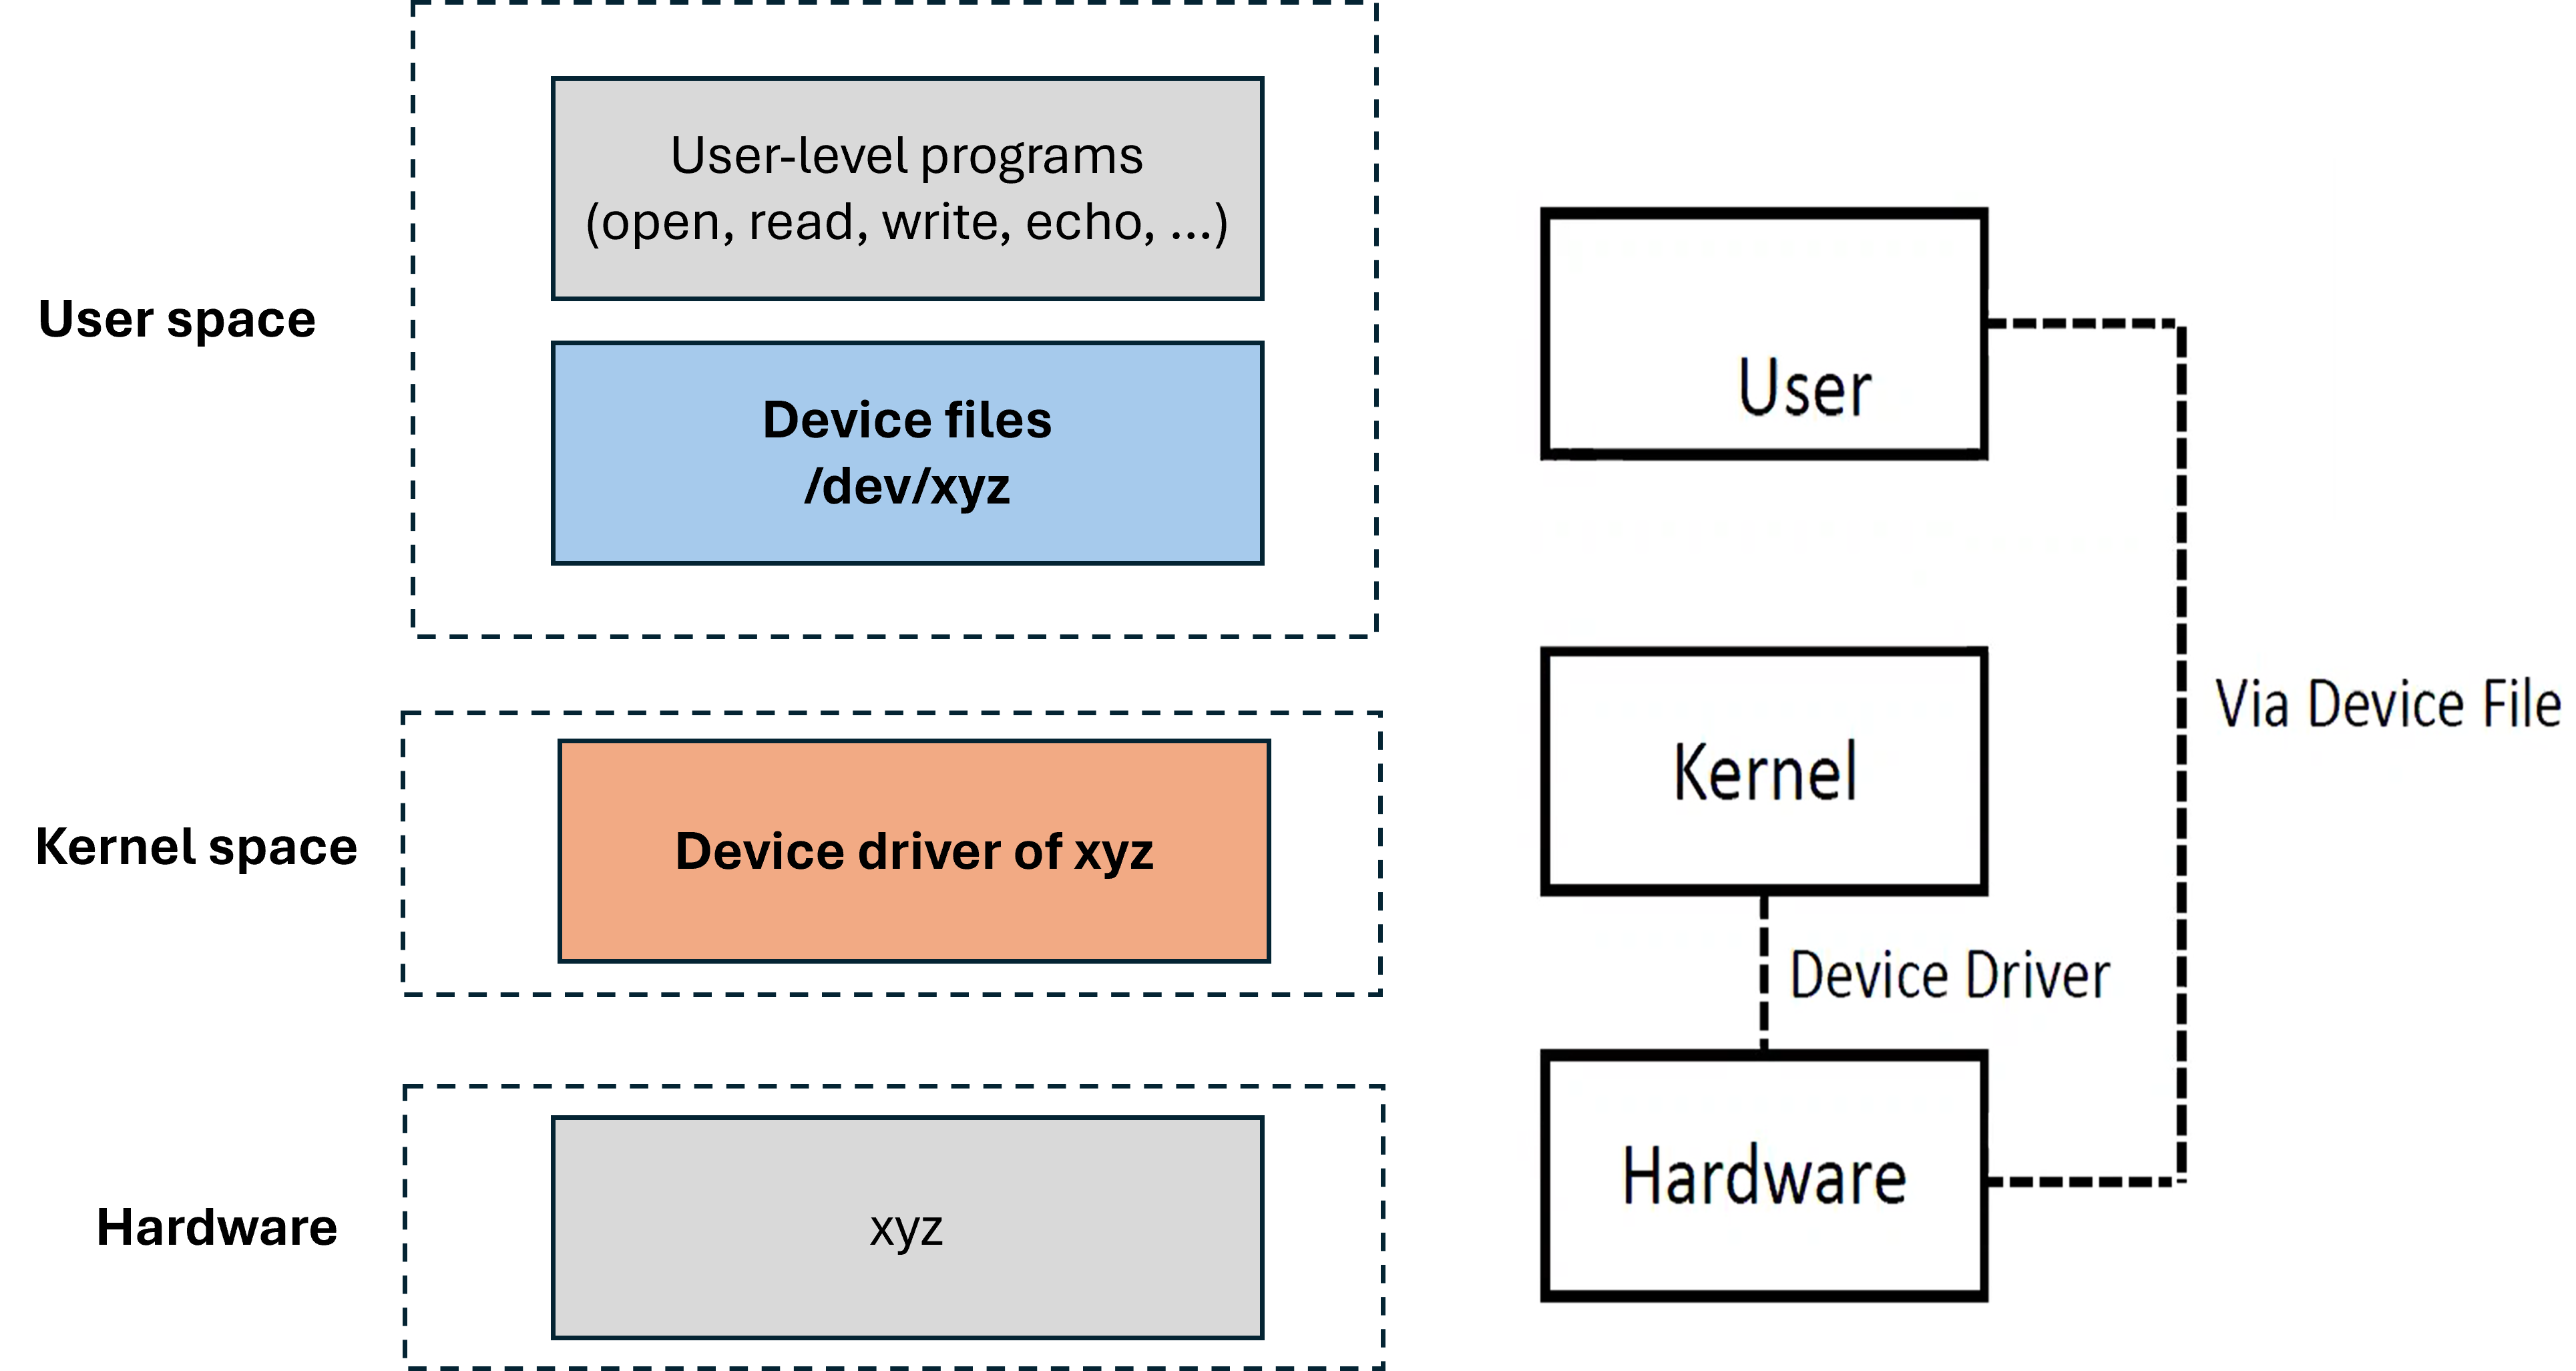 User space
User-level programs
(open, read, write, echo, ...)
Device files
/dev/xyz
Kernel space
Device driver of xyz
Hardware
xyz
User
Kernel
Via Device File
Device Driver
Hardware